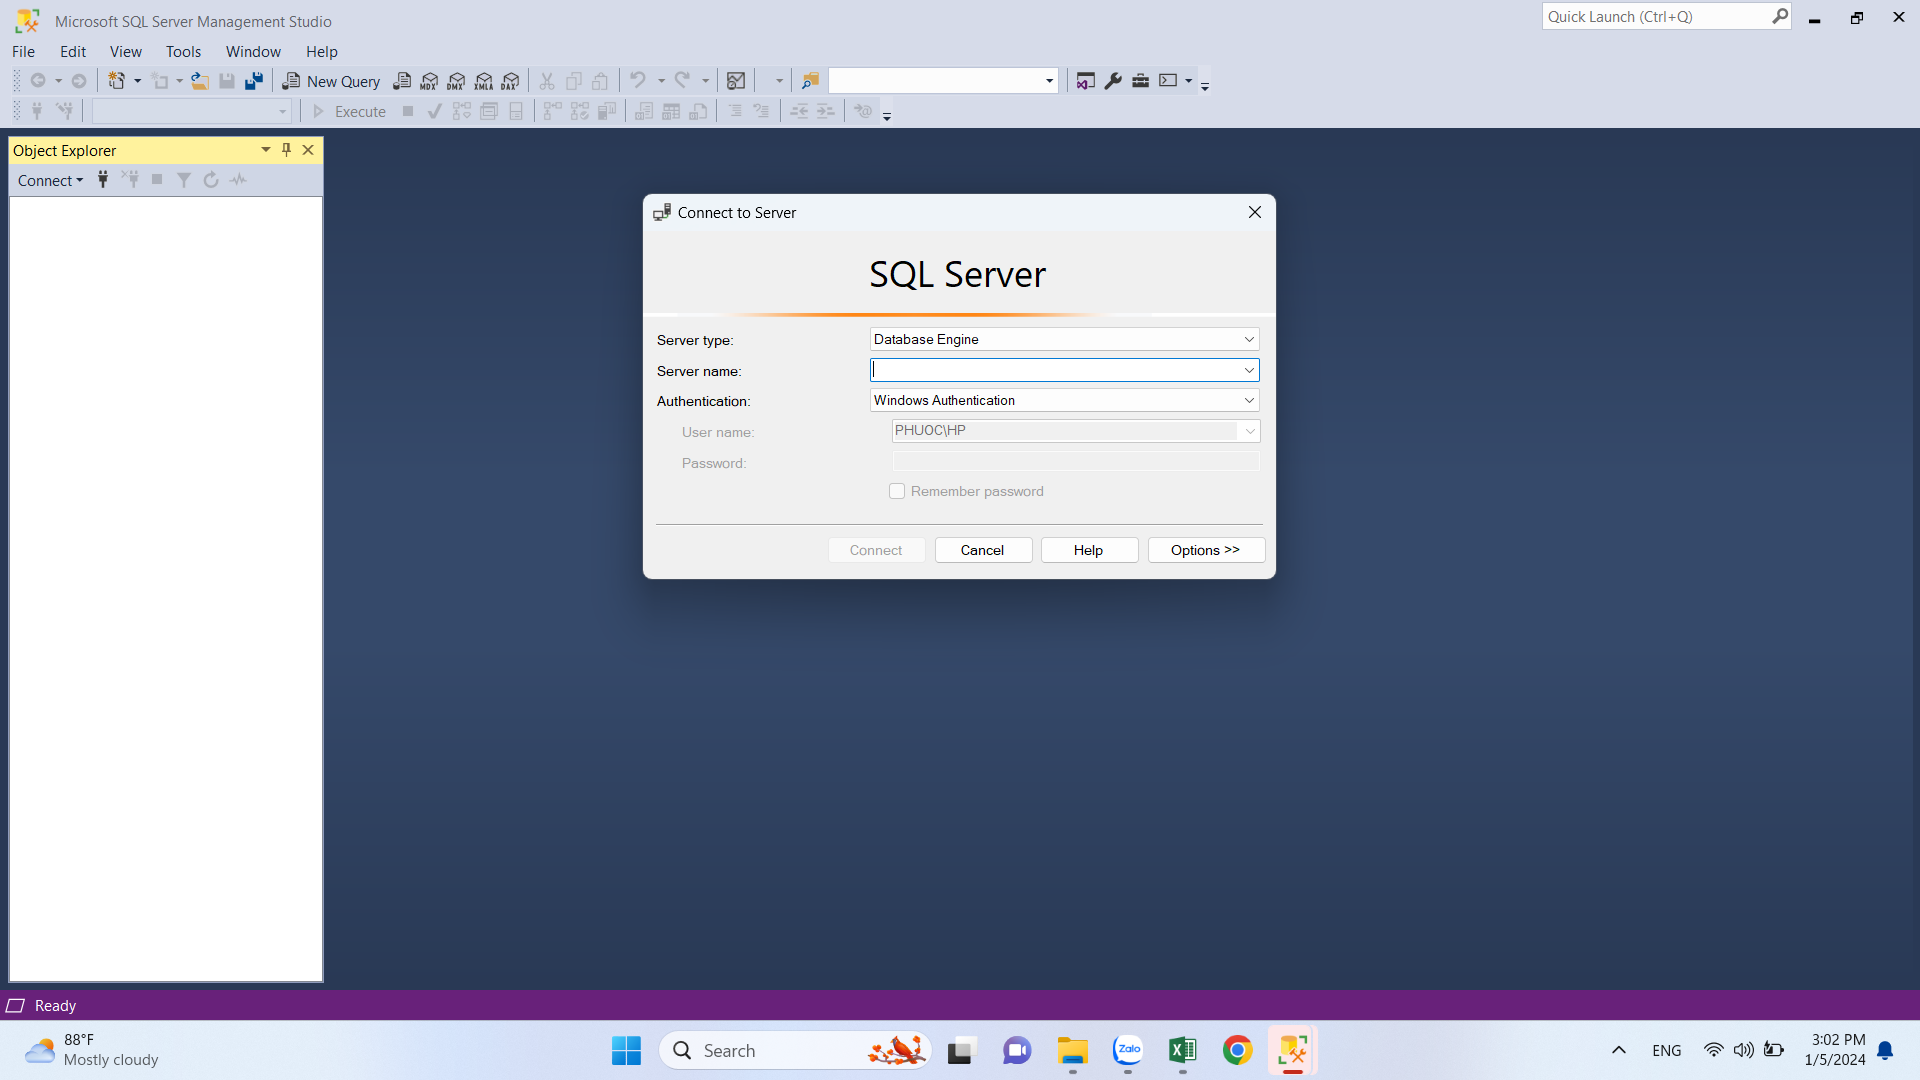 Microsoft SQL Server Management Studio
Quick Launch (Ctrl+Q)
File Edit View Tools Window Help
New Query MDX DMX XMLA DAX
Execute
Object Explorer
Connect
Connect to Server
SQL Server
Server type: Database Engine
Server name:
Authentication: Windows Authentication
User name: PHUOC\HP
Password:
Remember password
Connect Cancel Help Options >>
Ready
88°F
Mostly cloudy
Search
Zalo
ENG
3:02 PM
1/5/2024